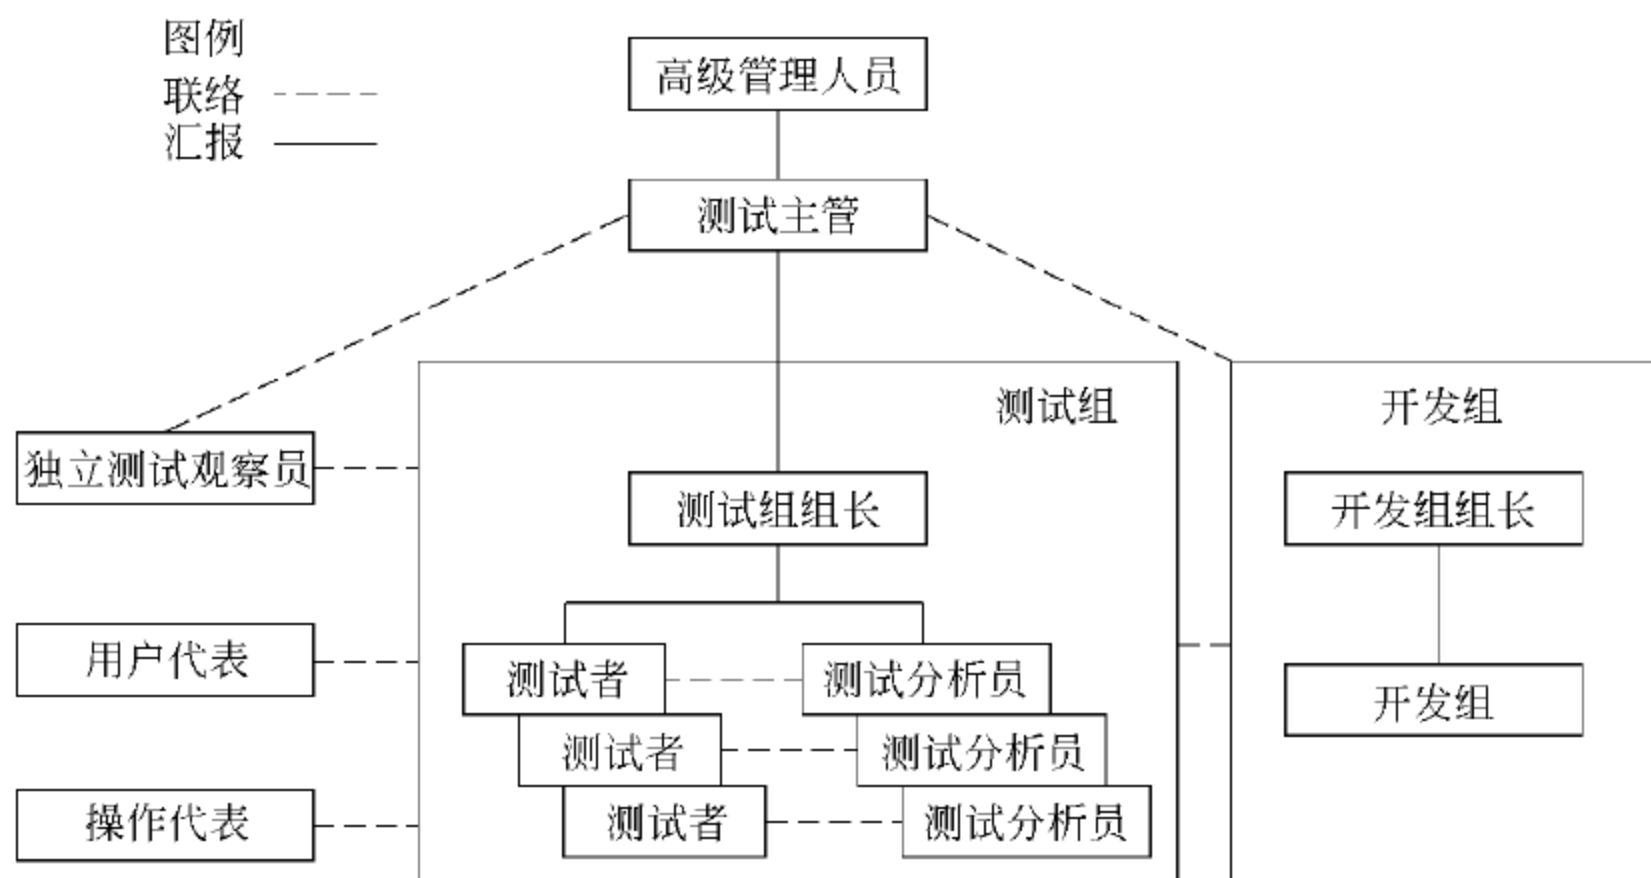 图例
联络
汇报
高级管理人员
测试主管
测试组
开发组
独立测试观察员
测试组组长
开发组组长
用户代表
测试者
测试分析员
开发组
测试者
测试分析员
操作代表
测试者
测试分析员